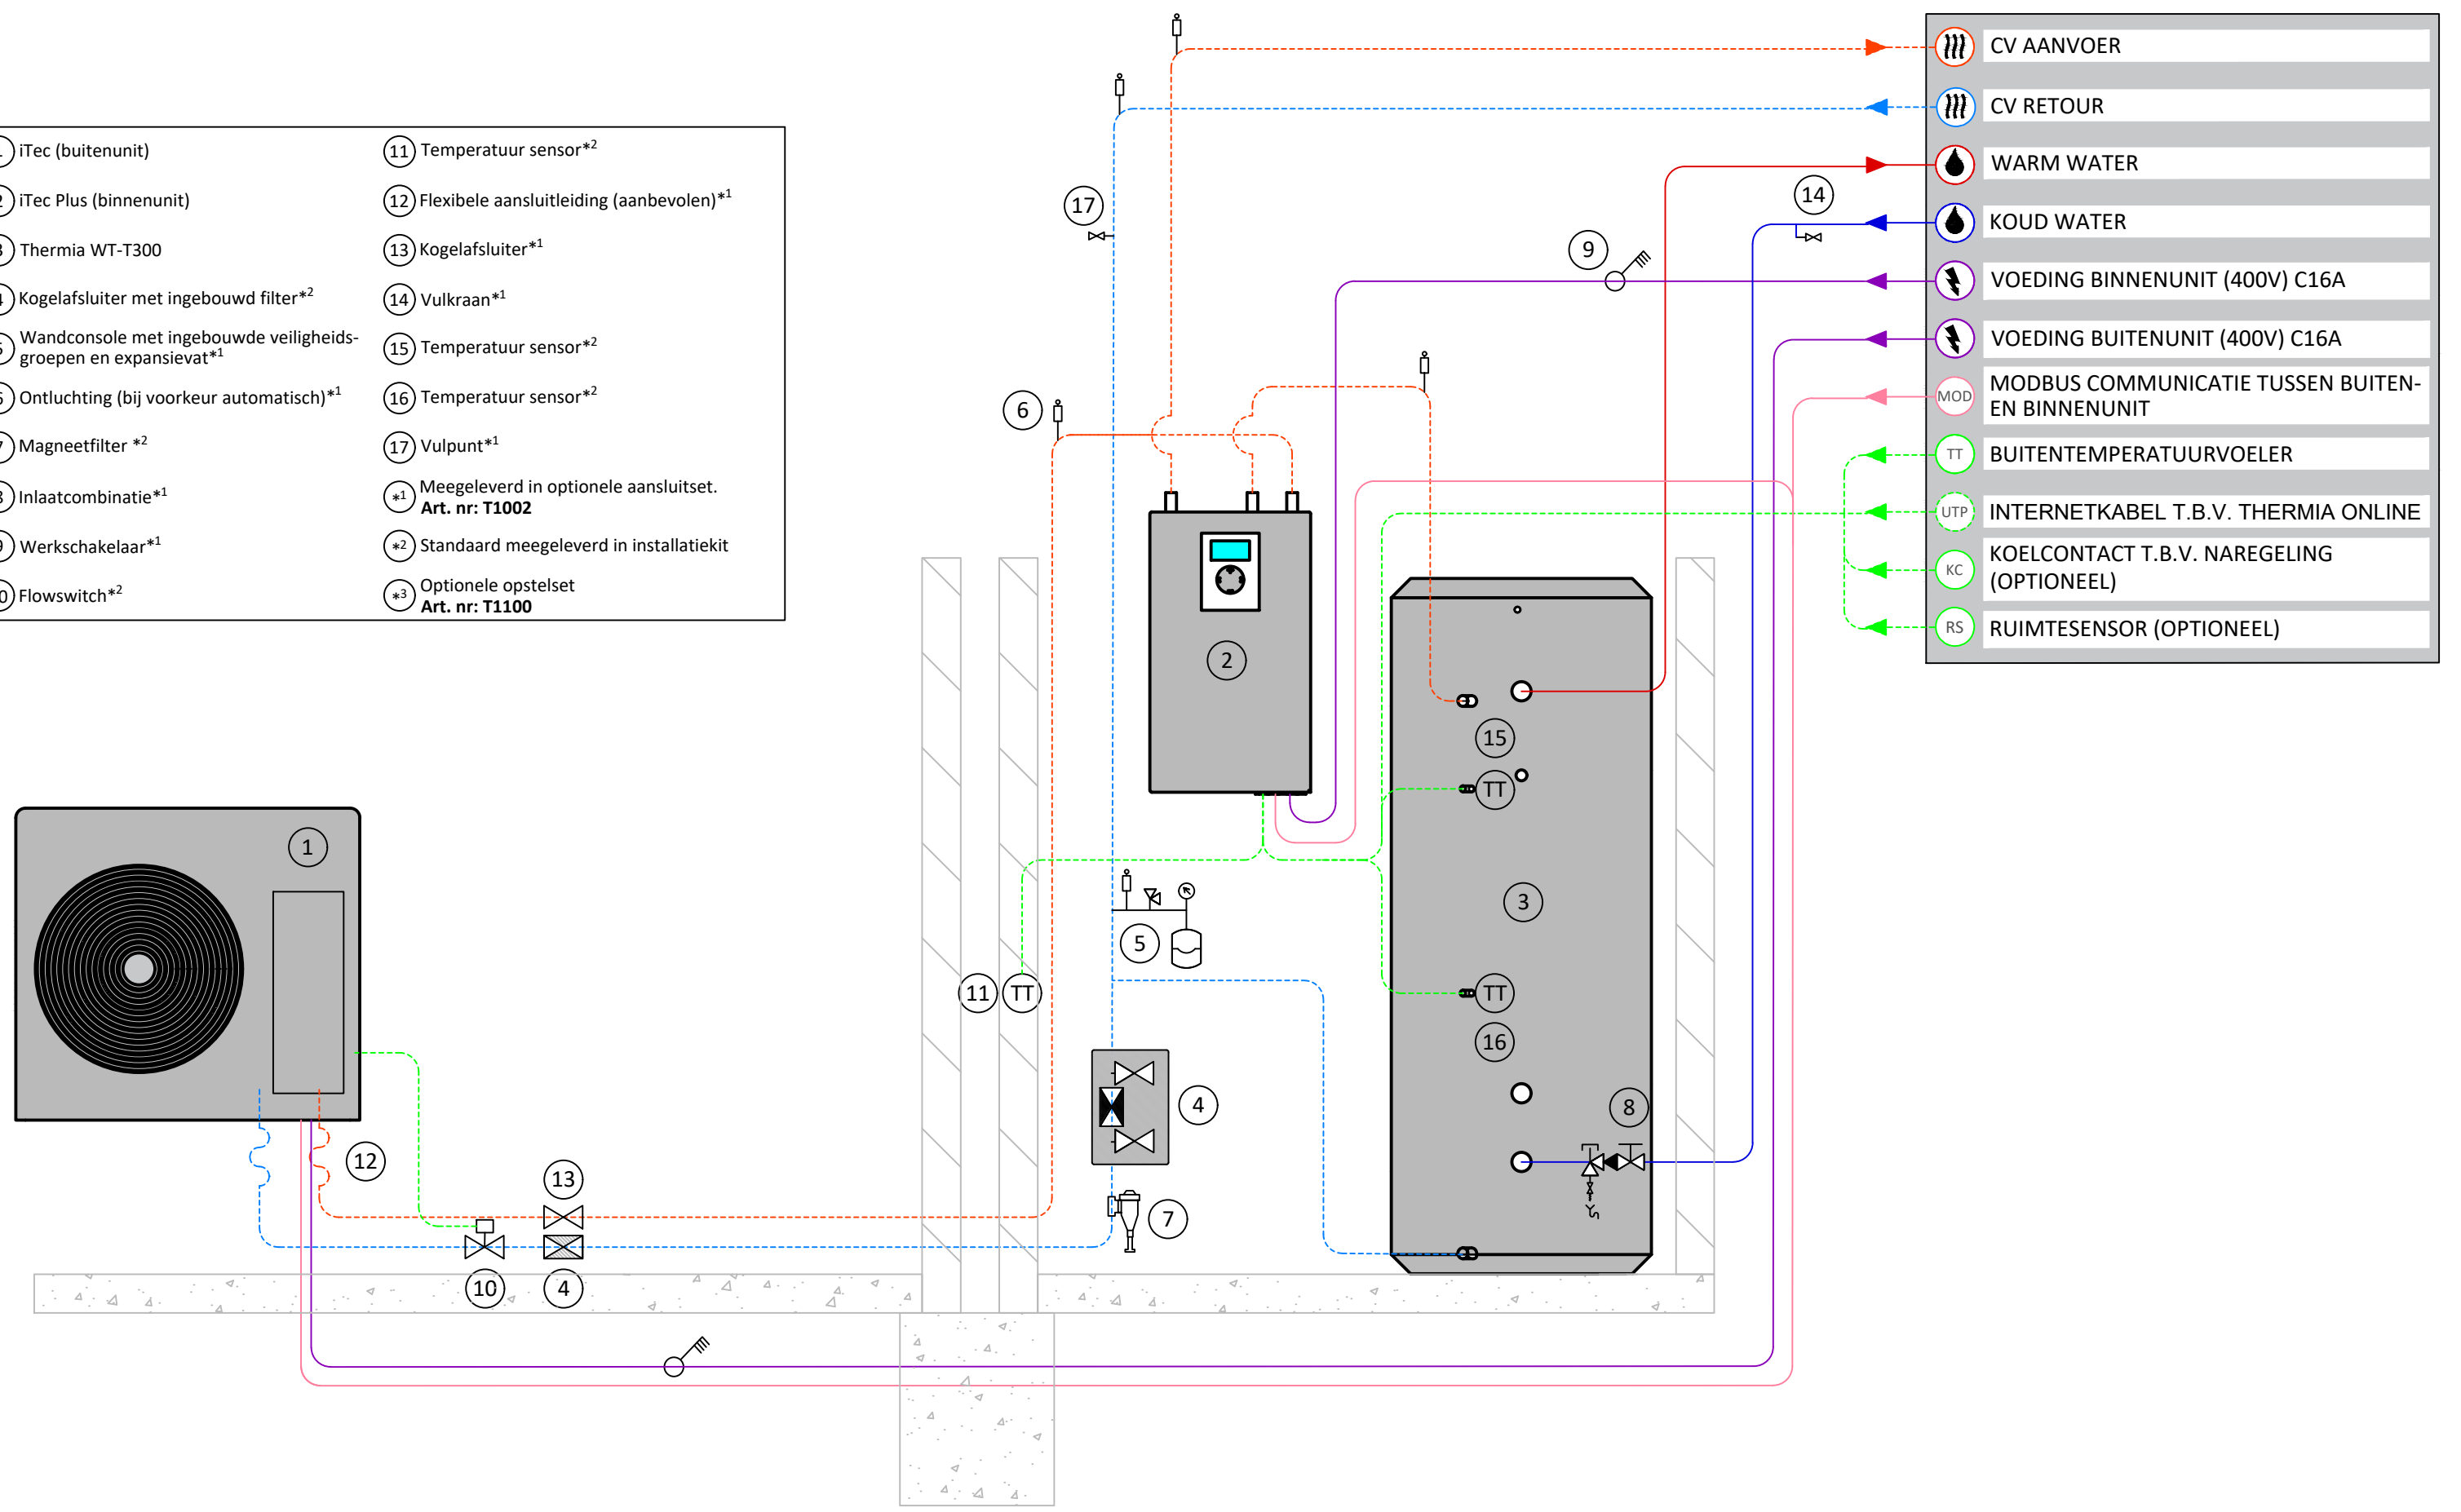 iTec (buitenunit)
iTec Plus (binnenunit)
Thermia WT-T300
Kogelafsluiter met ingebouwd filter*2
Wandconsole met ingebouwde veiligheids-
groepen en expansievat*1
Ontluchting (bij voorkeur automatisch)*1
Magneetfilter *2
Inlaatcombinatie*1
Werkschakelaar*1
Flowswitch*2
11 Temperatuur sensor*2
12 Flexibele aansluitleiding (aanbevolen)*1
13 Kogelafsluiter*1
14 Vulkraan*1
15 Temperatuur sensor*2
16 Temperatuur sensor*2
17 Vulpunt*1
*1 Meegeleverd in optionele aansluitset.
Art. nr: T1002
*2 Standaard meegeleverd in installatiekit
*3 Optionele opstelset
Art. nr: T1100
CV AANVOER
CV RETOUR
WARM WATER
KOUD WATER
VOEDING BINNENUNIT (400V) C16A
VOEDING BUITENUNIT (400V) C16A
MOD MODBUS COMMUNICATIE TUSSEN BUITEN-
EN BINNENUNIT
TT BUITENTEMPERATUURVOELER
UTP INTERNETKABEL T.B.V. THERMIA ONLINE
KC KOELCONTACT T.B.V. NAREGELING
(OPTIONEEL)
RS RUIMTESENSOR (OPTIONEEL)
17
14
9
6
2
15
TT
1
3
5
11 TT
TT
16
4
8
12
13
7
10
4